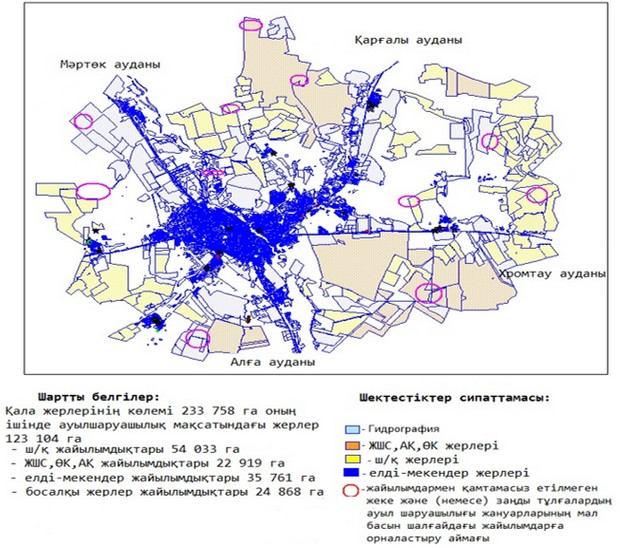 Қарғалы ауданы
Мәртөк ауданы
Хромтау ауданы
Алға ауданы
Шартты белгілер:
Қала жерлерінің көлемі 233 758 га оның
ішінде ауылшаруашылық мақсатындағы жерлер
123 104 га
- ш/қ жайылымдықтары 54 033 га
- ЖШС,ӨК,АҚ жайылымдықтары 22 919 га
- елді-мекендер жайылымдықтары 35 761 га
- босалқы жерлер жайылымдықтары 24 868 га
Шектестіктер сипаттамасы:
- Гидрография
- ЖШС,АҚ,ӨК жерлері
- ш/қ жерлері
- елді-мекендер жерлері
-жайылымдармен қамтамасыз етілмеген
жеке және (немесе) заңды тұлғалардың
ауыл шаруашылығы жануарларының мал
басын шалғайдағы жайылымдарға
орналастыру аймағы